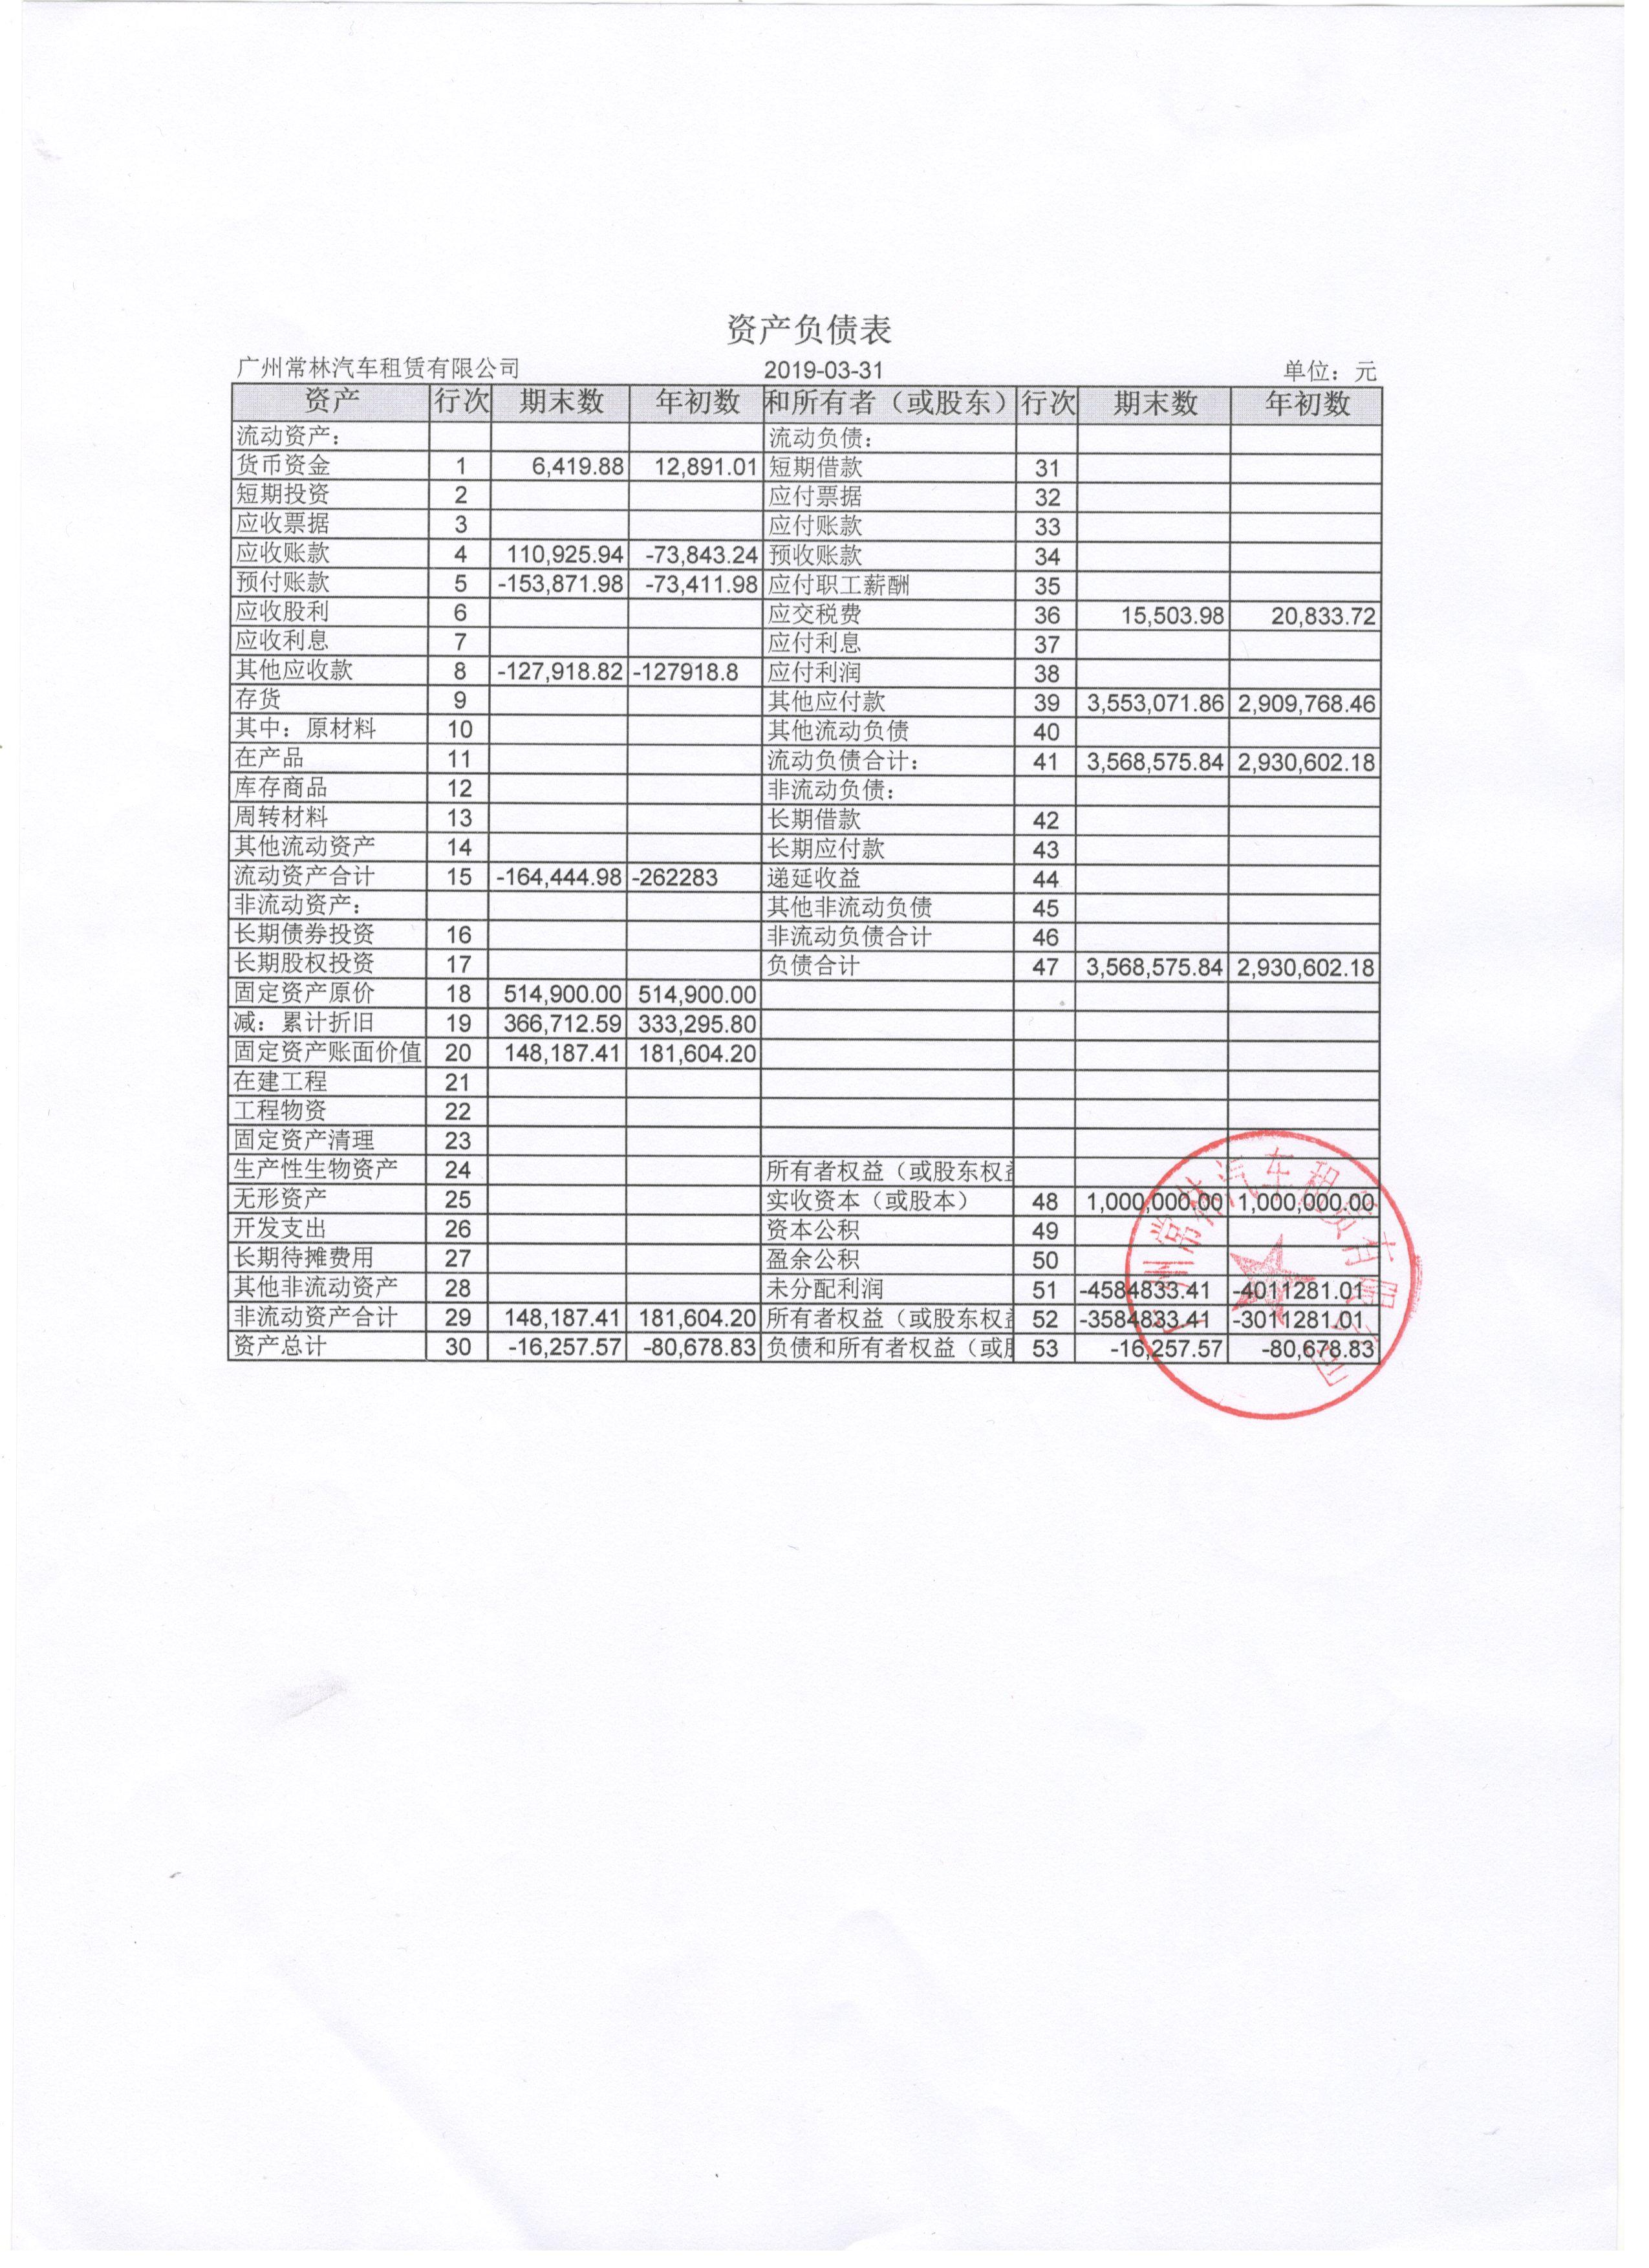 资产负债表
广州常林汽车租赁有限公司 2019-03-31 单位：元
资产 行次 期末数 年初数 和所有者（或股东） 行次 期末数 年初数
流动资产： 流动负债：
货币资金 1 6,419.88 12,891.01 短期借款 31
短期投资 2 应付票据 32
应收票据 3 应付账款 33
应收账款 4 110,925.94 -73,843.24 预收账款 34
预付账款 5 -153,871.98 -73,411.98 应付职工薪酬 35
应收股利 6 应交税费 36 15,503.98 20,833.72
应收利息 7 应付利息 37
其他应收款 8 -127,918.82 -127918.8 应付利润 38
存货 9 其他应付款 39 3,553,071.86 2,909,768.46
其中：原材料 10 其他流动负债 40
在产品 11 流动负债合计： 41 3,568,575.84 2,930,602.18
库存商品 12 非流动负债：
周转材料 13 长期借款 42
其他流动资产 14 长期应付款 43
流动资产合计 15 -164,444.98 -262283 递延收益 44
非流动资产： 其他非流动负债 45
长期债券投资 16 非流动负债合计 46
长期股权投资 17 负债合计 47 3,568,575.84 2,930,602.18
固定资产原价 18 514,900.00 514,900.00
减：累计折旧 19 366,712.59 333,295.80
固定资产账面价值 20 148,187.41 181,604.20
在建工程 21
工程物资 22
固定资产清理 23
生产性生物资产 24 所有者权益（或股东权益
无形资产 25 实收资本（或股本） 48 1,000,000.00 1,000,000.00
开发支出 26 资本公积 49
长期待摊费用 27 盈余公积 50
其他非流动资产 28 未分配利润 51 -4584833.41 -4011281.01
非流动资产合计 29 148,187.41 181,604.20 所有者权益（或股东权益 52 -3584833.41 -3011281.01
资产总计 30 -16,257.57 -80,678.83 负债和所有者权益（或股 53 -16,257.57 -80,678.83
广州常林汽车租赁有限公司